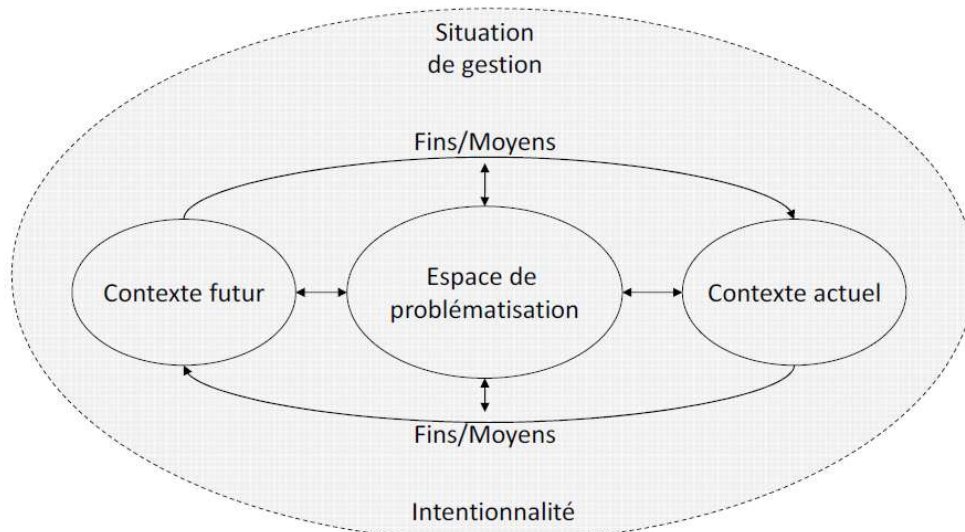 Situation
de gestion
Fins/Moyens
Contexte futur
Espace de
problématisation
Contexte actuel
Fins/Moyens
Intentionnalité